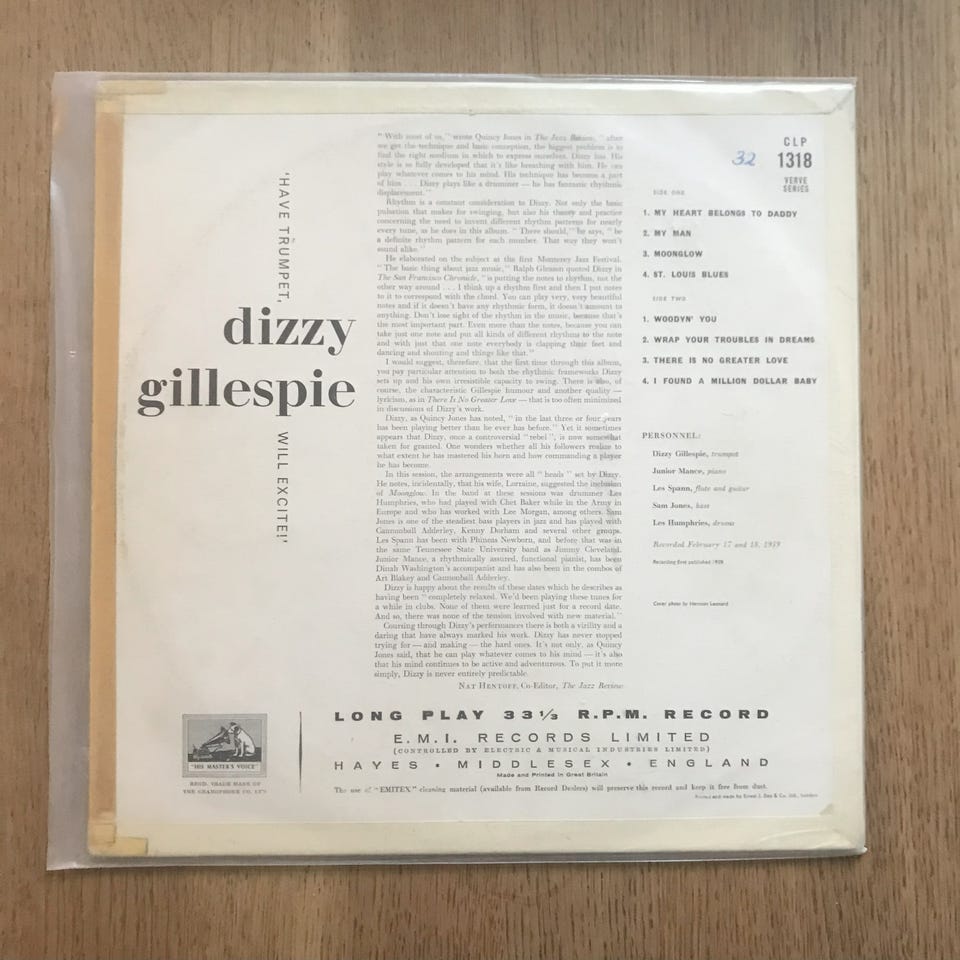 'HAVE TRUMPET,
dizzy
gillespie
WILL EXCITE!'
"With most of us," wrote Quincy Jones in The Jazz Review, "after
we get the technique and basic conception, the biggest problem is to
find the right medium in which to express ourselves. Dizzy has. His
style is so fully developed that it's like breathing with him. He can
play whatever comes to his mind. His technique has become a part
of him . . . Dizzy plays like a drummer — he has fantastic rhythmic
displacement."
Rhythm is a constant consideration to Dizzy. Not only the basic
pulsation that makes for swinging, but also his theory and practice
concerning the need to invent different rhythm patterns for nearly
every tune, as he does in this album. "There should," he says, "be
a definite rhythm pattern for each number. That way they won't
sound alike."
He elaborated on the subject at the first Monterey Jazz Festival.
"The basic thing about jazz music," Ralph Gleason quoted Dizzy in
The San Francisco Chronicle, "is putting the notes to rhythm, not the
other way around . . . I think up a rhythm first and then I put notes
to it to correspond with the chord. You can play very, very beautiful
notes and if it doesn't have any rhythmic form, it doesn't amount to
anything. Don't lose sight of the rhythm in the music, because that's
the most important part. Even more than the notes, because you can
take just one note and put all kinds of different rhythms to the note
and with just that one note everybody is clapping their feet and
dancing and shouting and things like that."
I would suggest, therefore, that the first time through this album,
you pay particular attention to both the rhythmic frameworks Dizzy
sets up and his own irresistible capacity to swing. There is also, of
course, the characteristic Gillespie humour and another quality —
lyricism, as in There Is No Greater Love — that is too often minimized
in discussions of Dizzy's work.
Dizzy, as Quincy Jones has noted, "in the last three or four years
has been playing better than he ever has before." Yet it sometimes
appears that Dizzy, once a controversial "rebel", is now somewhat
taken for granted. One wonders whether all his followers realize to
what extent he has mastered his horn and how commanding a player
he has become.
In this session, the arrangements were all "heads" set by Dizzy.
He notes, incidentally, that his wife, Lorraine, suggested the inclusion
of Moonglow. In the band at these sessions was drummer Les
Humphries, who had played with Chet Baker while in the Army in
Europe and who has worked with Lee Morgan, among others. Sam
Jones is one of the steadiest bass players in jazz and has played with
Cannonball Adderley, Kenny Dorham and several other groups.
Les Spann has been with Phineas Newborn, and before that was in
the same Tennessee State University band as Jimmy Cleveland.
Junior Mance, a rhythmically assured, functional pianist, has been
Dinah Washington's accompanist and has also been in the combos of
Art Blakey and Cannonball Adderley.
Dizzy is happy about the results of these dates which he describes as
having been "completely relaxed. We'd been playing these tunes for
a while in clubs. None of them were learned just for a record date.
And so, there was none of the tension involved with new material."
Coursing through Dizzy's performances there is both a virility and a
daring that have always marked his work. Dizzy has never stopped
trying for — and making — the hard ones. It's not only, as Quincy
Jones said, that he can play whatever comes to his mind — it's also
that his mind continues to be active and adventurous. To put it more
simply, Dizzy is never entirely predictable.
NAT HENTOFF, Co-Editor, The Jazz Review
32
CLP
1318
VERVE
SERIES
SIDE ONE
1. MY HEART BELONGS TO DADDY
2. MY MAN
3. MOONGLOW
4. ST. LOUIS BLUES
SIDE TWO
1. WOODYN' YOU
2. WRAP YOUR TROUBLES IN DREAMS
3. THERE IS NO GREATER LOVE
4. I FOUND A MILLION DOLLAR BABY
PERSONNEL:
Dizzy Gillespie, trumpet
Junior Mance, piano
Les Spann, flute and guitar
Sam Jones, bass
Les Humphries, drums
Recorded February 17 and 18, 1959
Recording first published 1959
Cover photo by Herman Leonard
"HIS MASTER'S VOICE"
REGD. TRADE MARK OF
THE GRAMOPHONE CO. LTD.
LONG PLAY 33⅓ R.P.M. RECORD
E.M.I. RECORDS LIMITED
(CONTROLLED BY ELECTRIC & MUSICAL INDUSTRIES LIMITED)
HAYES • MIDDLESEX • ENGLAND
Made and Printed in Great Britain
The use of "EMITEX" cleaning material (available from Record Dealers) will preserve this record and keep it free from dust.
Printed and made by Ernest J. Day & Co. Ltd., London